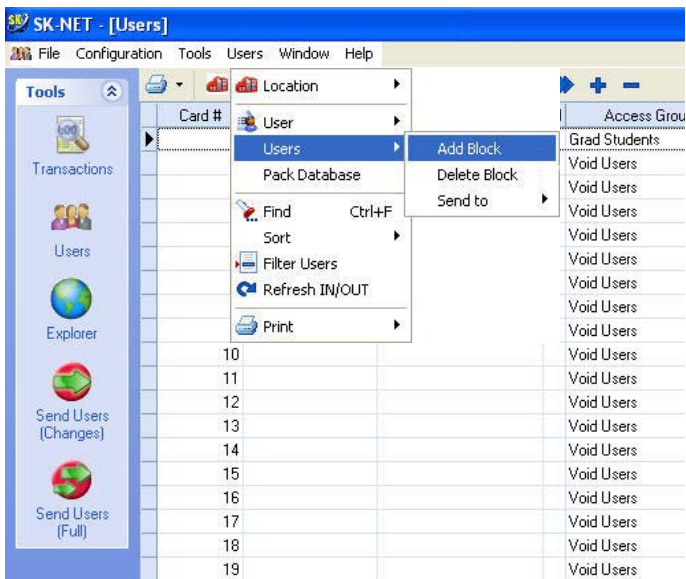 SK-NET - [Users]
File Configuration Tools Users Window Help
Tools
Transactions
Users
Explorer
Send Users
(Changes)
Send Users
(Full)
Location
User
Users
Pack Database
Find Ctrl+F
Sort
Filter Users
Refresh IN/OUT
Print
Add Block
Delete Block
Send to
Card # Access Grou
Grad Students
Void Users
Void Users
Void Users
Void Users
Void Users
Void Users
Void Users
Void Users
10 Void Users
11 Void Users
12 Void Users
13 Void Users
14 Void Users
15 Void Users
16 Void Users
17 Void Users
18 Void Users
19 Void Users